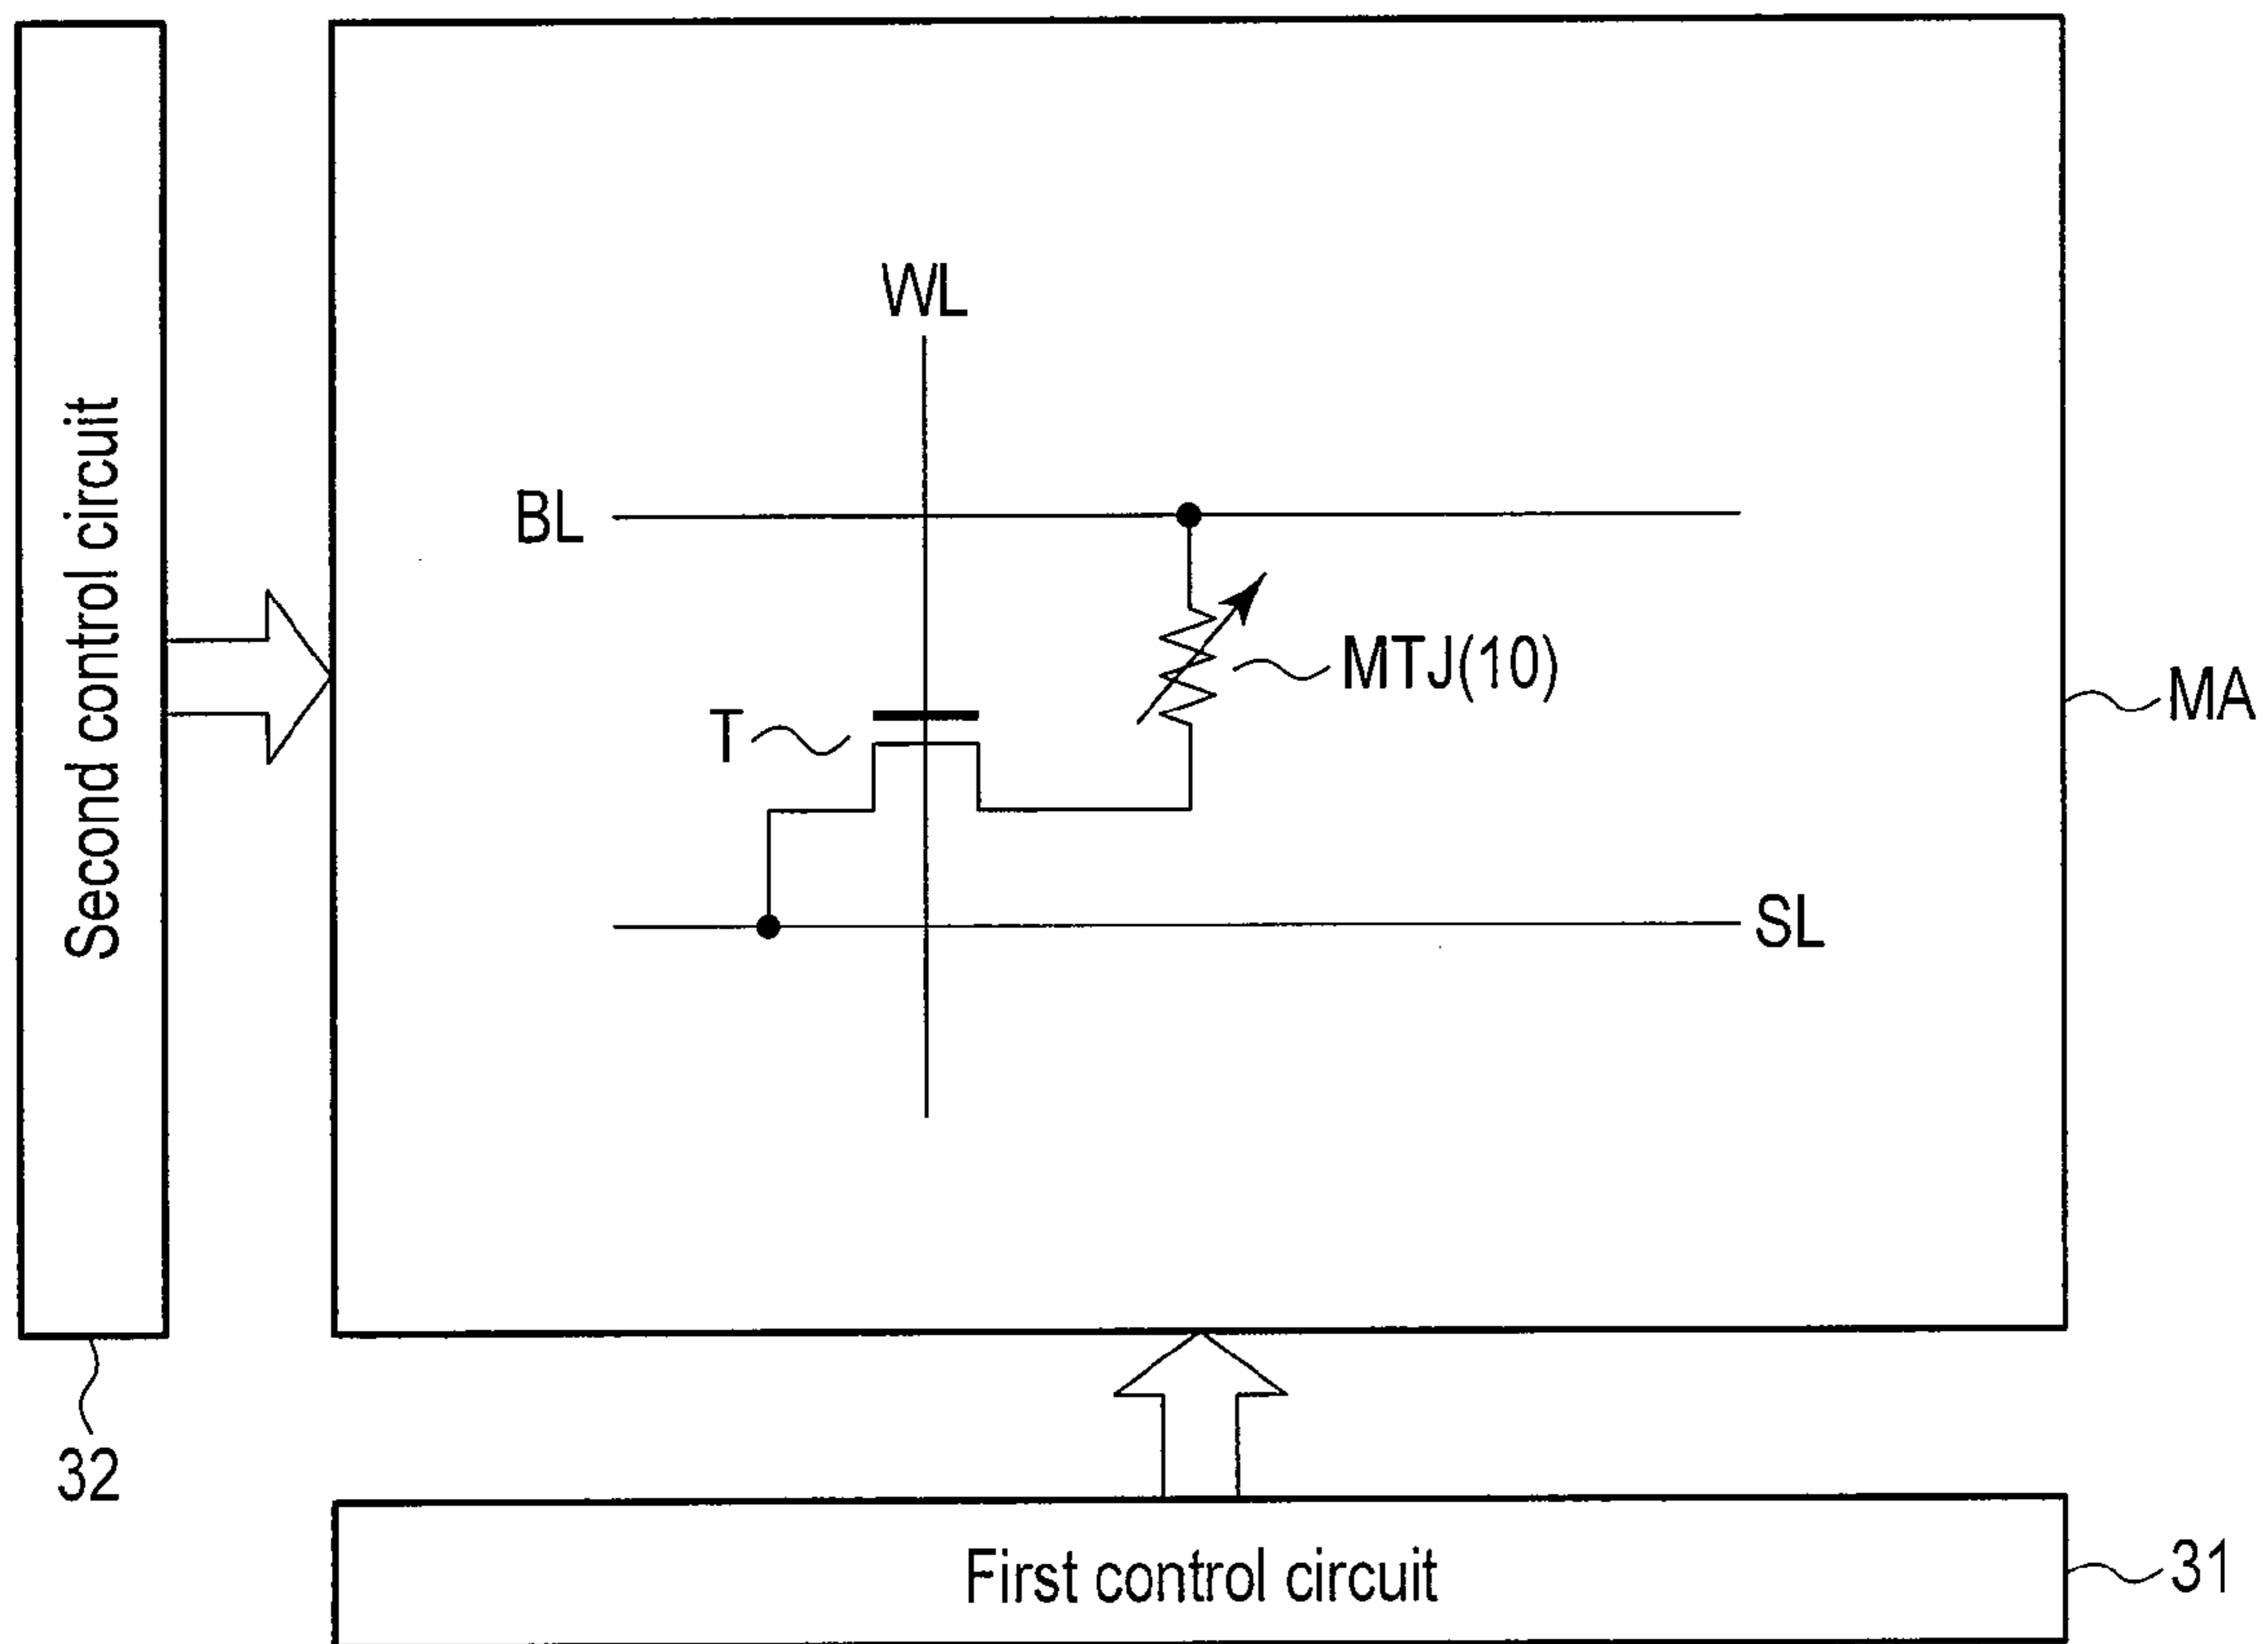 WL
BL
MTJ(10)
MA
T
SL
Second control circuit
32
First control circuit
31